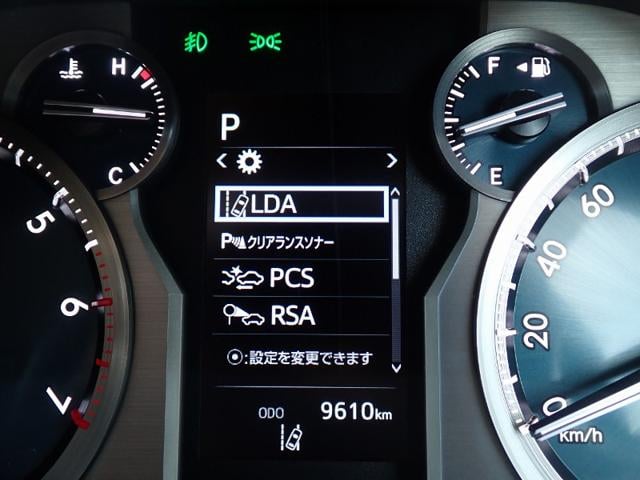 H
C
F
E
P
LDA
P クリアランスソナー
PCS
RSA
:設定を変更できます
ODO 9610km
5
6
7
60
40
20
0
km/h